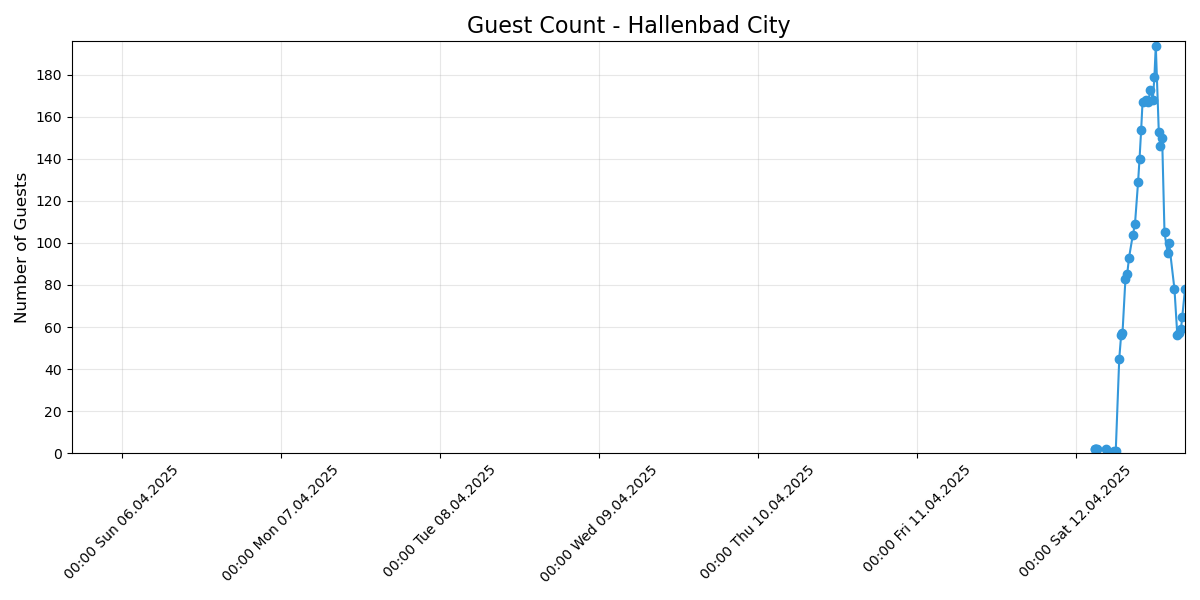 Guest Count - Hallenbad City
Number of Guests
180
160
140
120
100
80
60
40
20
0
00:00 Sun 06.04.2025
00:00 Mon 07.04.2025
00:00 Tue 08.04.2025
00:00 Wed 09.04.2025
00:00 Thu 10.04.2025
00:00 Fri 11.04.2025
00:00 Sat 12.04.2025